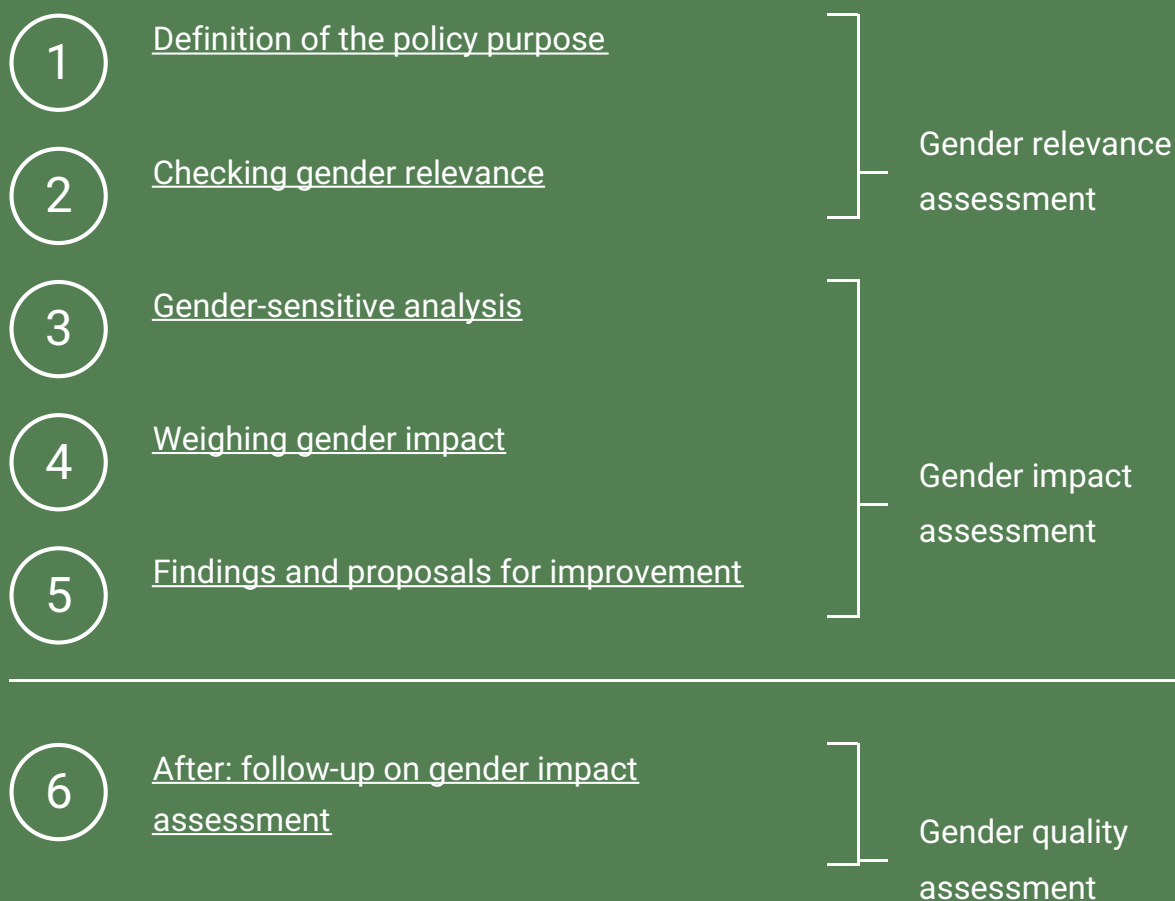 1
Definition of the policy purpose
2
Checking gender relevance
Gender relevance
assessment
3
Gender-sensitive analysis
4
Weighing gender impact
5
Findings and proposals for improvement
Gender impact
assessment
6
After: follow-up on gender impact
assessment
Gender quality
assessment